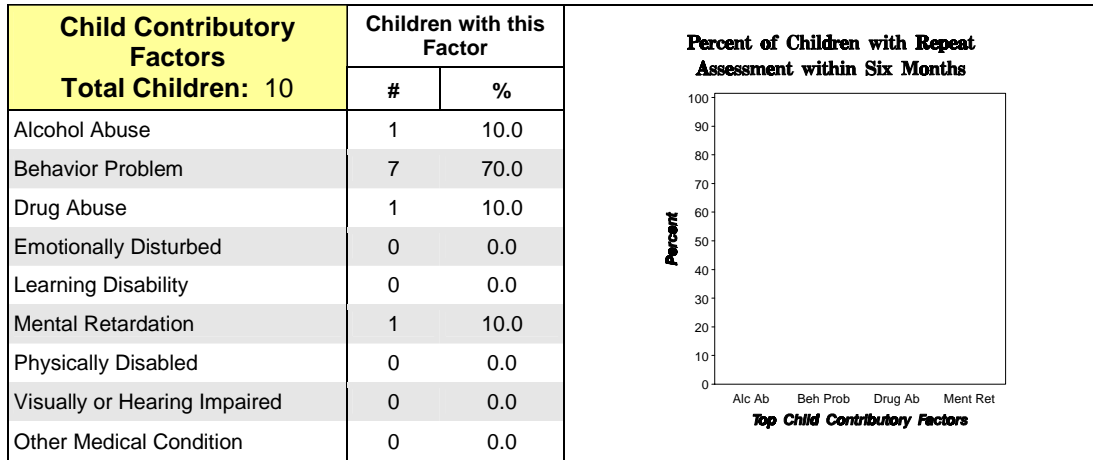 Child Contributory
Factors
Total Children: 10
Children with this
Factor
# %
Alcohol Abuse 1 10.0
Behavior Problem 7 70.0
Drug Abuse 1 10.0
Emotionally Disturbed 0 0.0
Learning Disability 0 0.0
Mental Retardation 1 10.0
Physically Disabled 0 0.0
Visually or Hearing Impaired 0 0.0
Other Medical Condition 0 0.0
Percent of Children with Repeat
Assessment within Six Months
100
90
80
70
60
50
40
30
20
10
0
Percent
Alc Ab Beh Prob Drug Ab Ment Ret
Top Child Contributory Factors